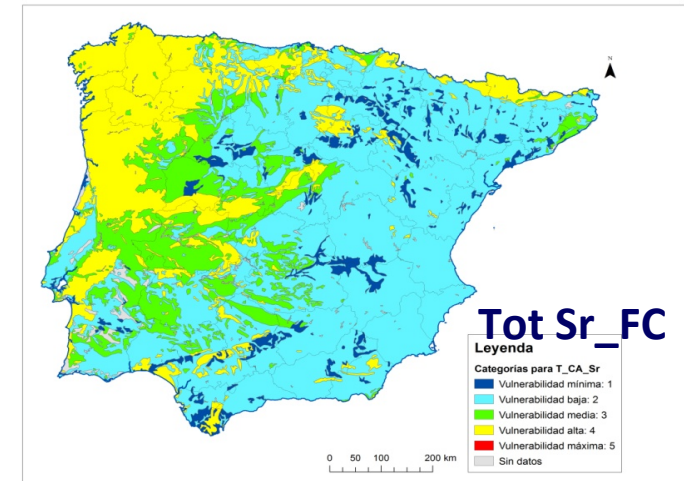 N
Tot Sr_FC
Leyenda
Categorías para T_CA_Sr
Vulnerabilidad mínima: 1
Vulnerabilidad baja: 2
Vulnerabilidad media: 3
Vulnerabilidad alta: 4
Vulnerabilidad máxima: 5
Sin datos
0 50 100 200 km